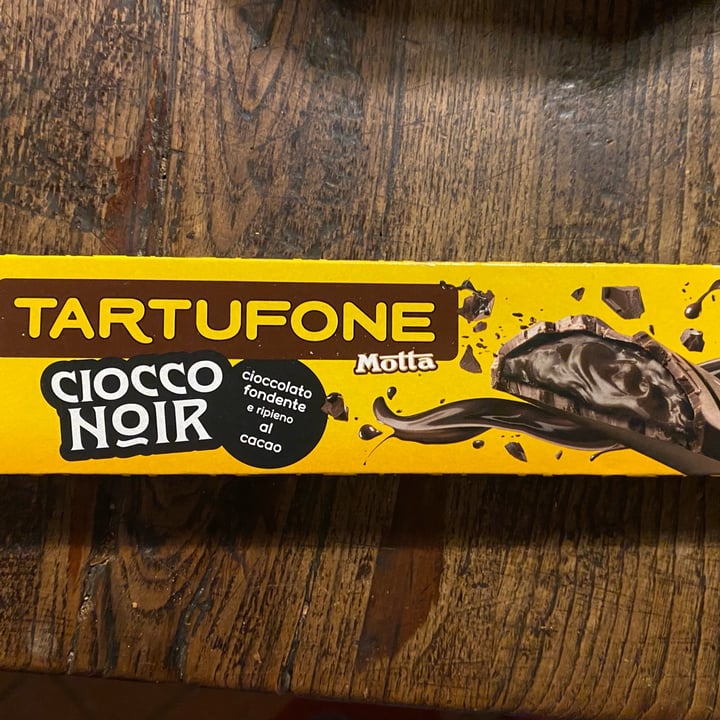 TARTUFONE
Motta
CIOCCO
NOIR
cioccolato
fondente
e ripieno
al
cacao